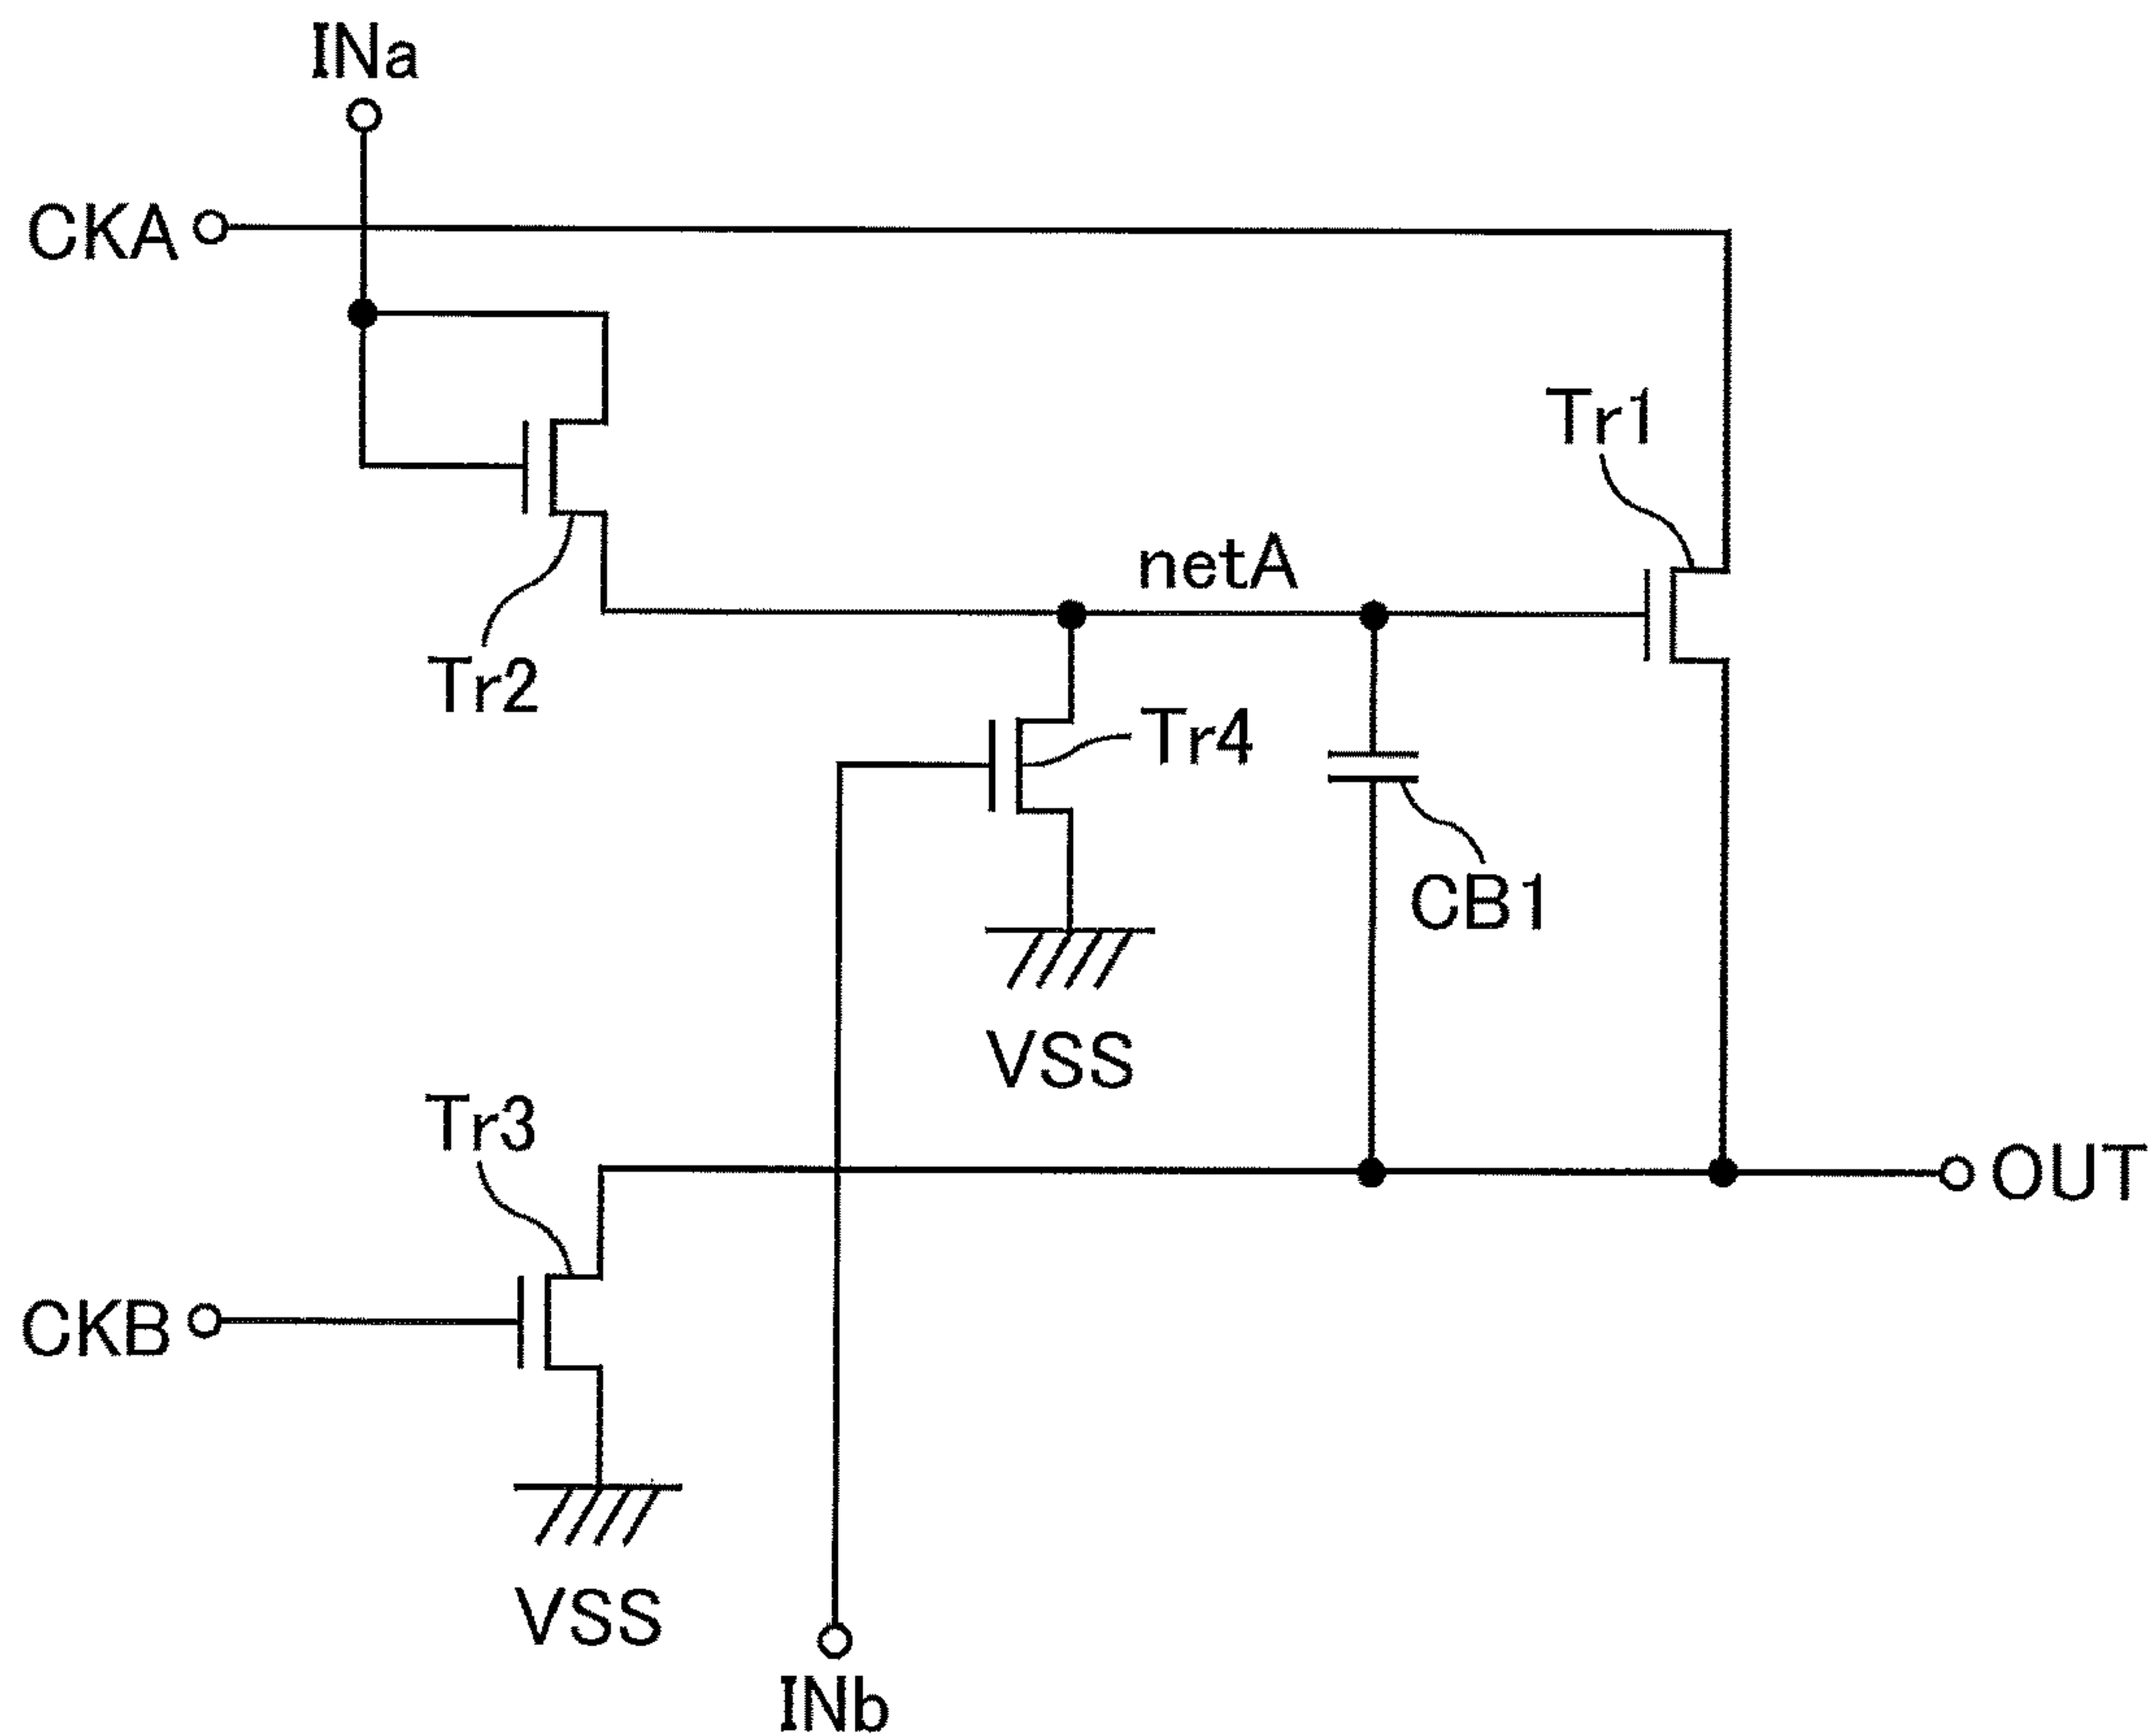 INa
CKA
Tr1
netA
Tr2
Tr4
CB1
VSS
Tr3
OUT
CKB
VSS
INb